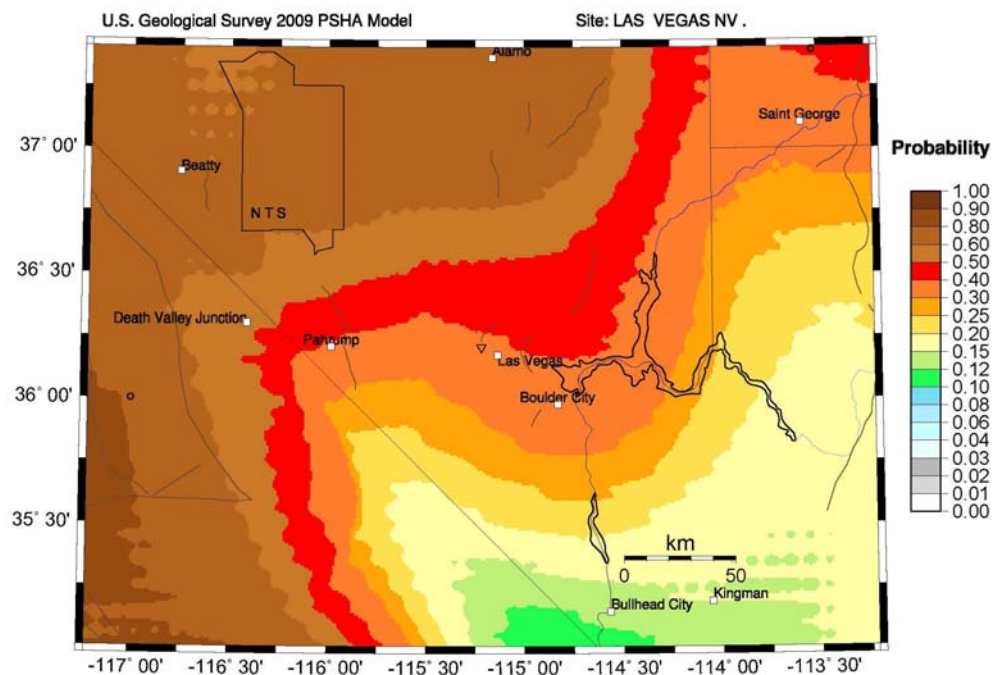 U.S. Geological Survey 2009 PSHA Model
Site: LAS VEGAS NV .
Alamo
Saint George
37° 00'
Probability
Beatty
NTS
1.00
0.90
0.80
0.60
0.50
0.40
0.30
0.25
0.20
0.15
0.12
0.10
0.08
0.06
0.04
0.03
0.02
0.01
0.00
36° 30'
Death Valley Junction
Pahrump
Las Vegas
36° 00'
Boulder City
35° 30'
km
0
50
Kingman
Bullhead City
-117° 00'
-116° 30'
-116° 00'
-115° 30'
-115° 00'
-114° 30'
-114° 00'
-113° 30'